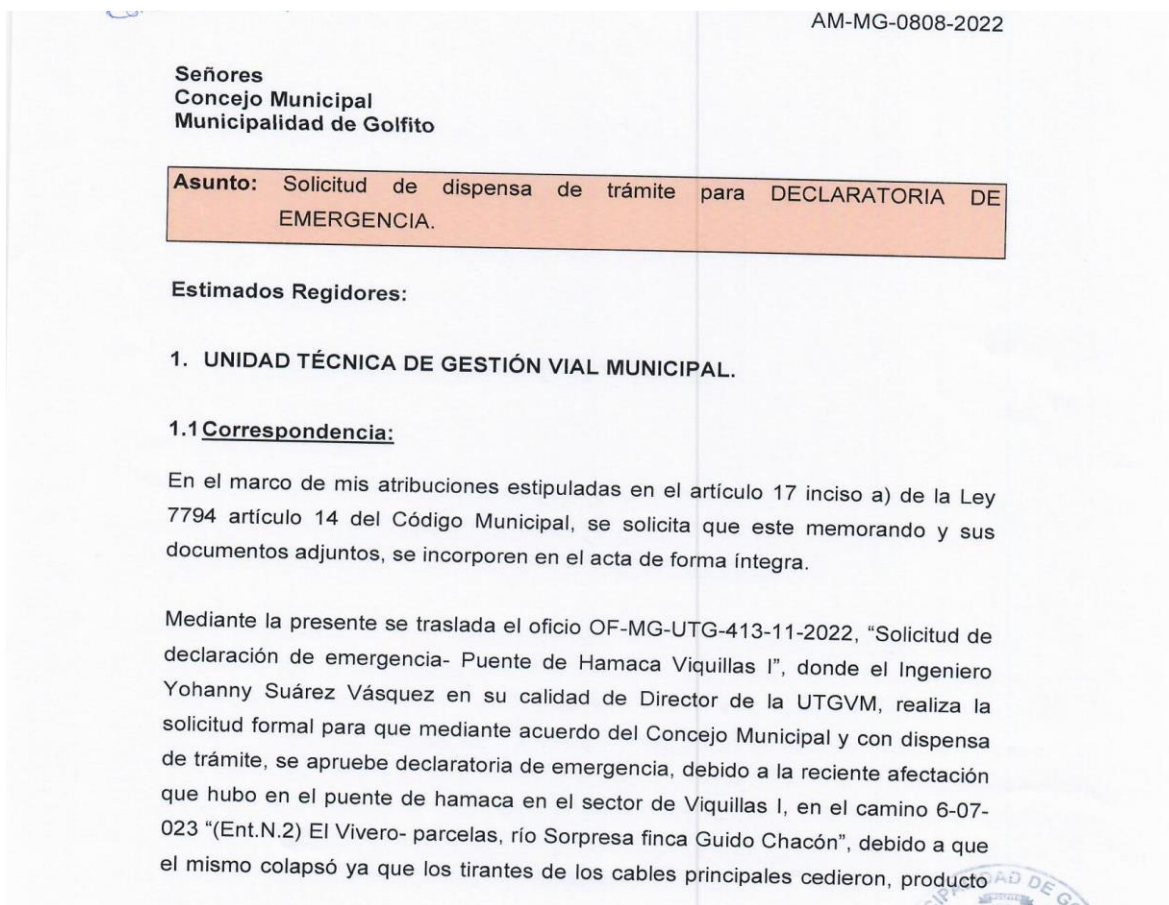 AM-MG-0808-2022
Señores
Concejo Municipal
Municipalidad de Golfito
Asunto: Solicitud de dispensa de trámite para DECLARATORIA DE
EMERGENCIA.
Estimados Regidores:
1. UNIDAD TÉCNICA DE GESTIÓN VIAL MUNICIPAL.
1.1 Correspondencia:
En el marco de mis atribuciones estipuladas en el artículo 17 inciso a) de la Ley
7794 artículo 14 del Código Municipal, se solicita que este memorando y sus
documentos adjuntos, se incorporen en el acta de forma íntegra.
Mediante la presente se traslada el oficio OF-MG-UTG-413-11-2022, “Solicitud de
declaración de emergencia- Puente de Hamaca Viquillas I”, donde el Ingeniero
Yohanny Suárez Vásquez en su calidad de Director de la UTGVM, realiza la
solicitud formal para que mediante acuerdo del Concejo Municipal y con dispensa
de trámite, se apruebe declaratoria de emergencia, debido a la reciente afectación
que hubo en el puente de hamaca en el sector de Viquillas I, en el camino 6-07-
023 “(Ent.N.2) El Vivero- parcelas, río Sorpresa finca Guido Chacón”, debido a que
el mismo colapsó ya que los tirantes de los cables principales cedieron, producto